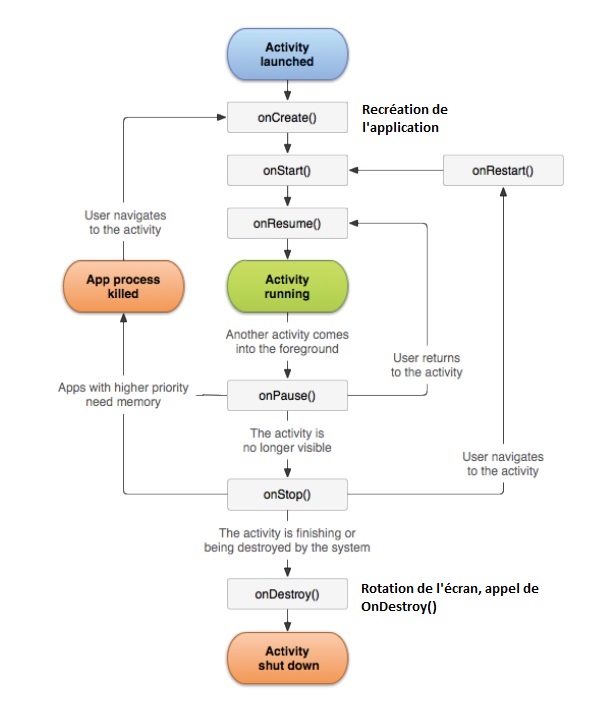 Activity
launched
onCreate()
Recréation de
l'application
onStart()
onRestart()
User navigates
to the activity
onResume()
App process
killed
Activity
running
Another activity comes
into the foreground
User returns
to the activity
Apps with higher priority
need memory
onPause()
The activity is
no longer visible
User navigates
to the activity
onStop()
The activity is finishing or
being destroyed by the system
onDestroy()
Rotation de l'écran, appel de
OnDestroy()
Activity
shut down